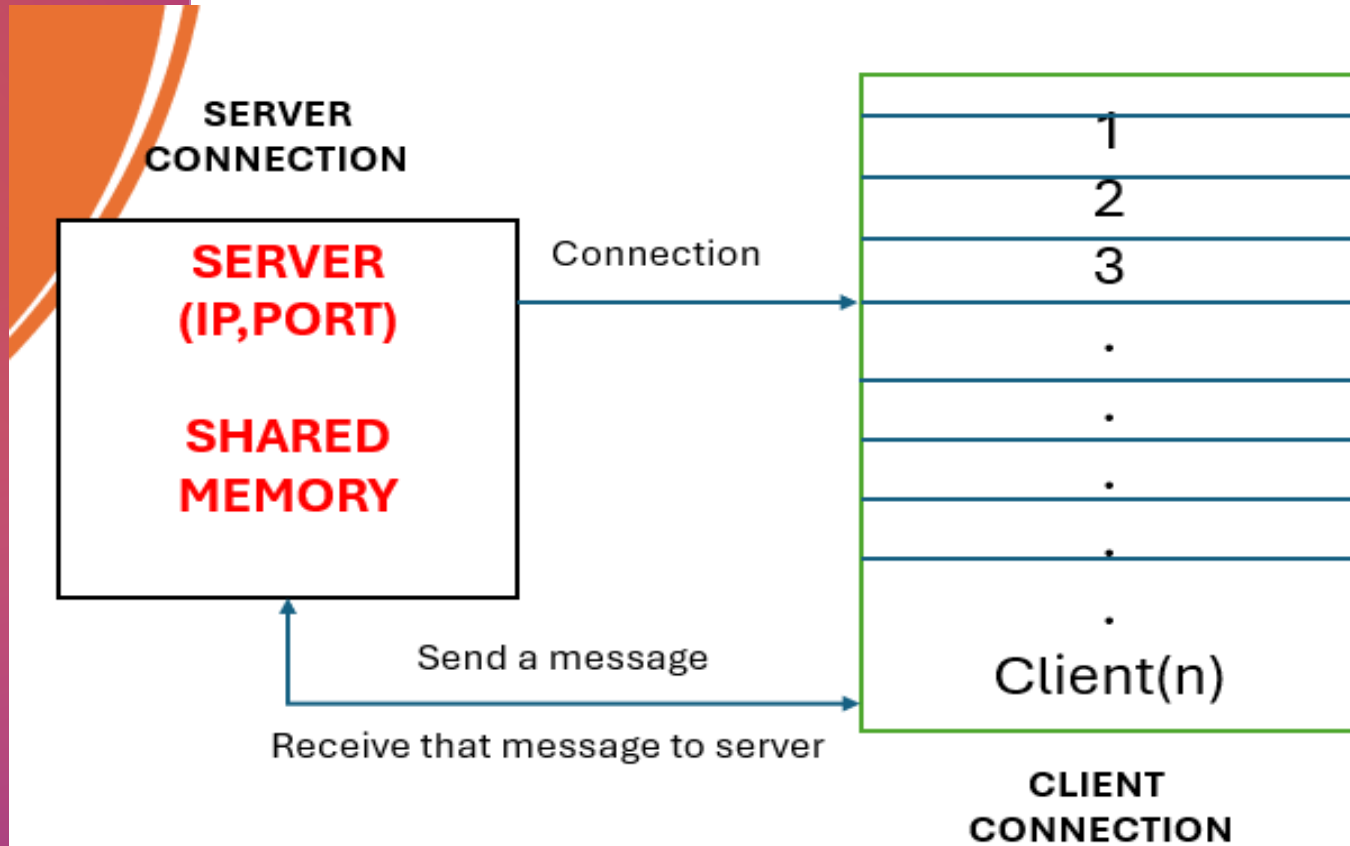 SERVER
CONNECTION
SERVER
(IP,PORT)
SHARED
MEMORY
Connection
1
2
3
.
.
.
.
.
Client(n)
Send a message
Receive that message to server
CLIENT
CONNECTION